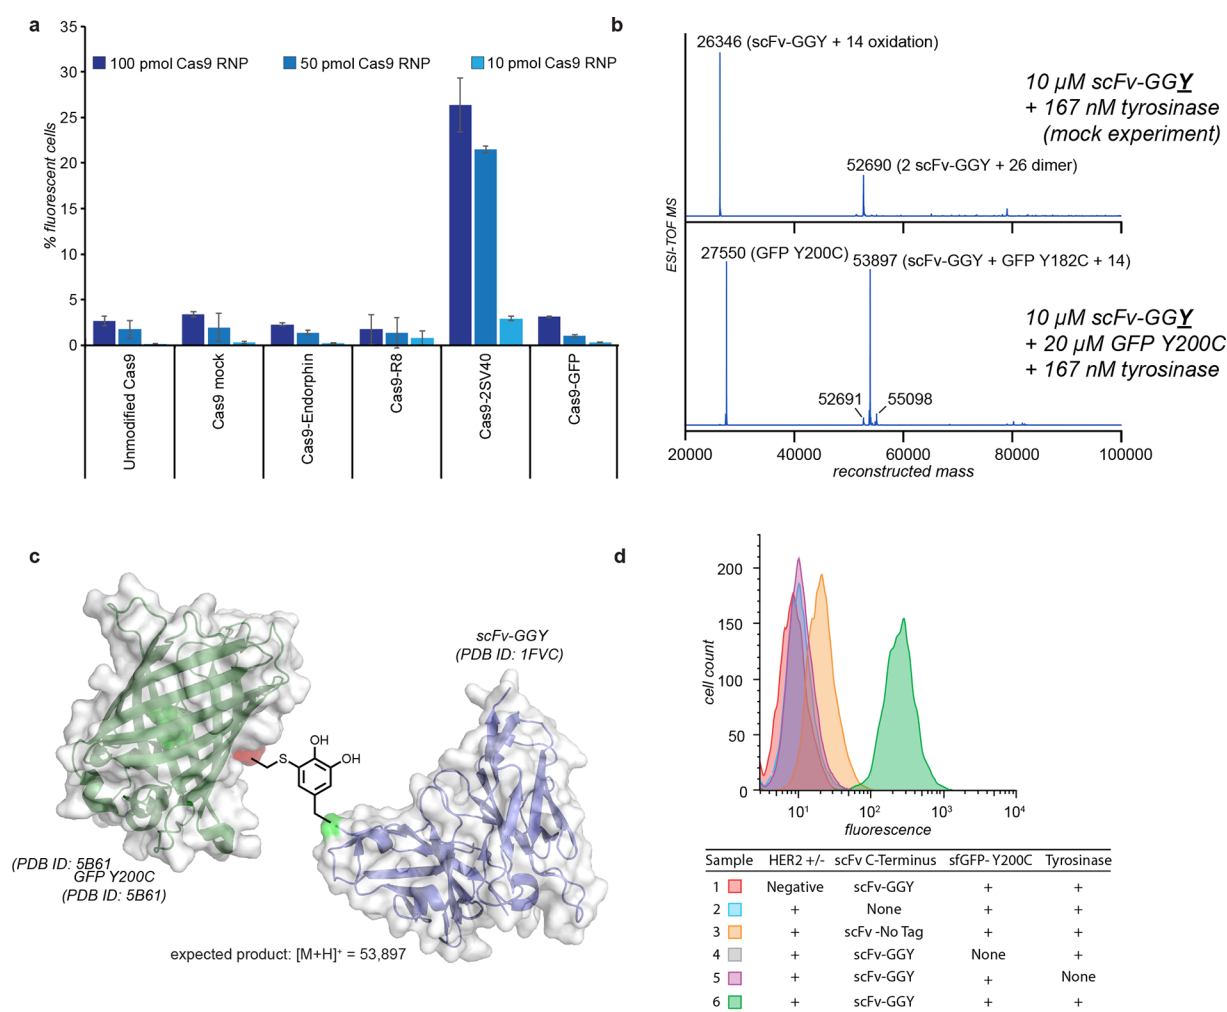 a
35
30
25
20
15
10
5
0
% fluorescent cells
100 pmol Cas9 RNP
50 pmol Cas9 RNP
10 pmol Cas9 RNP
Unmodified Cas9
Cas9 mock
Cas9-Endorphin
Cas9-R8
Cas9-2SV40
Cas9-GFP
b
26346 (scFv-GGY + 14 oxidation)
10 µM scFv-GGY
+ 167 nM tyrosinase
(mock experiment)
52690 (2 scFv-GGY + 26 dimer)
ESI-TOF MS
27550 (GFP Y200C)
53897 (scFv-GGY + GFP Y182C + 14)
10 µM scFv-GGY
+ 20 µM GFP Y200C
+ 167 nM tyrosinase
52691
55098
20000 40000 60000 80000 100000
reconstructed mass
c
scFv-GGY
(PDB ID: 1FVC)
OH
S
OH
(PDB ID: 5B61
GFP Y200C
(PDB ID: 5B61)
expected product: [M+H]⁺ = 53,897
d
200
150
100
50
0
cell count
10¹ 10² 10³ 10⁴
fluorescence
Sample HER2 +/- scFv C-Terminus sfGFP- Y200C Tyrosinase
1 Negative scFv-GGY + +
2 + None + +
3 + scFv -No Tag + +
4 + scFv-GGY None +
5 + scFv-GGY + None
6 + scFv-GGY + +